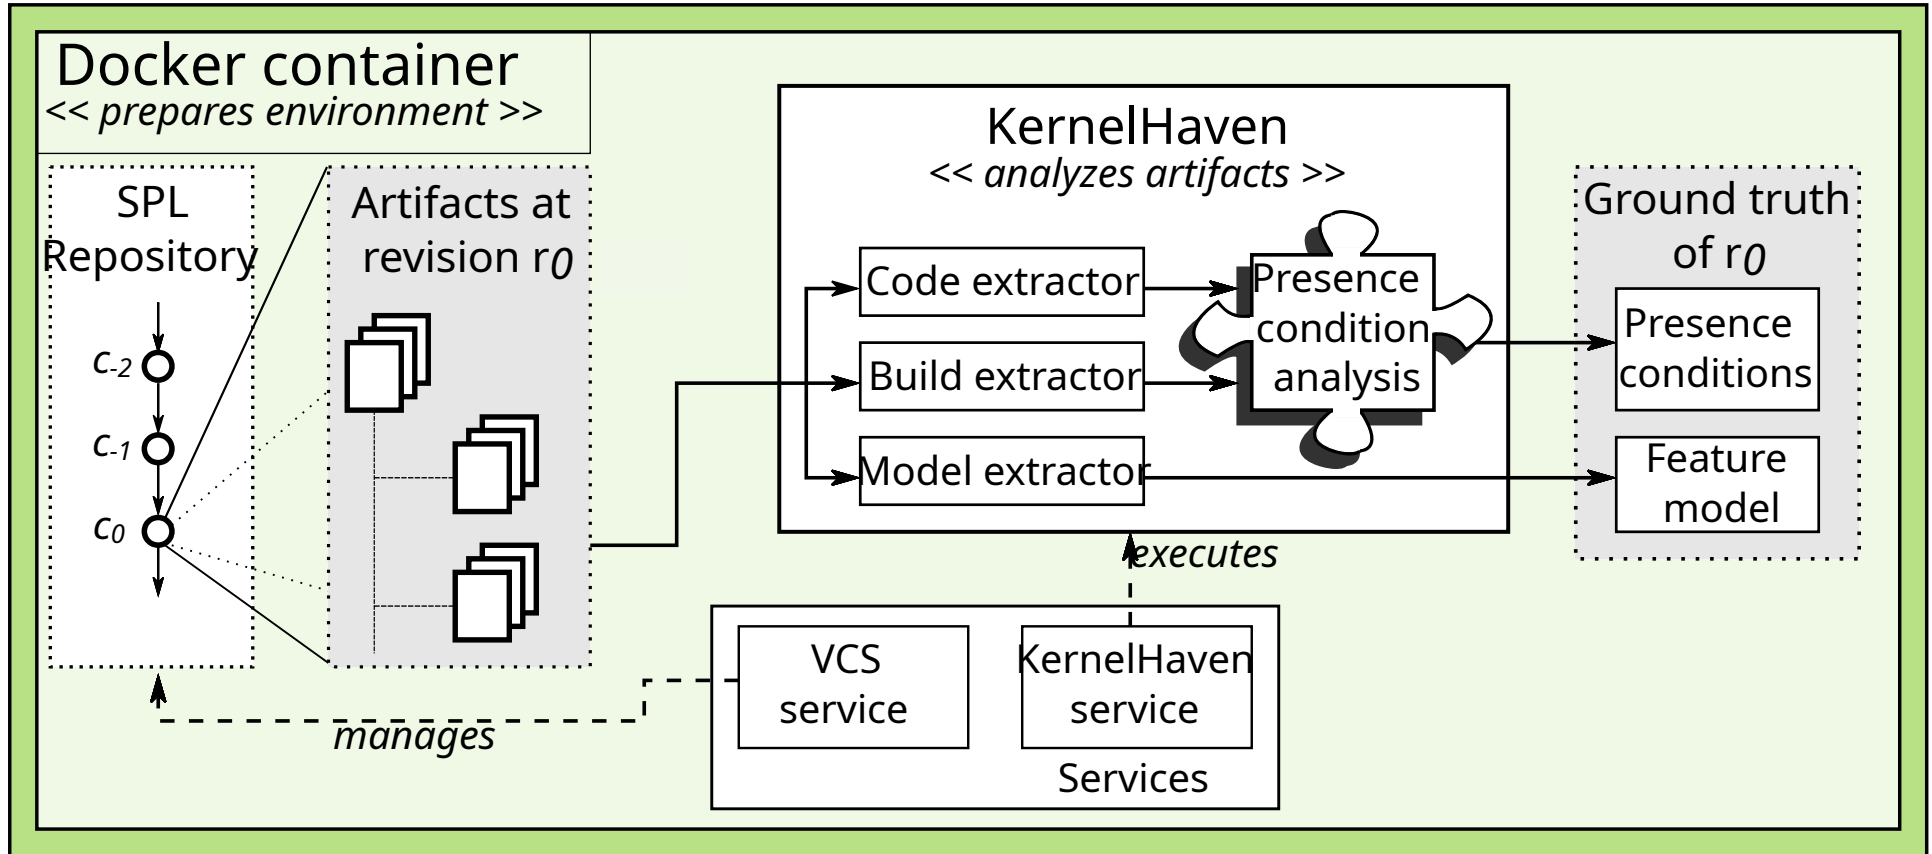 Docker container
<< prepares environment >>
SPL
Repository
c-2
c-1
c0
Artifacts at
revision r0
KernelHaven
<< analyzes artifacts >>
Code extractor
Build extractor
Model extractor
Presence
condition
analysis
Ground truth
of r0
Presence
conditions
Feature
model
executes
VCS
service
KernelHaven
service
Services
manages